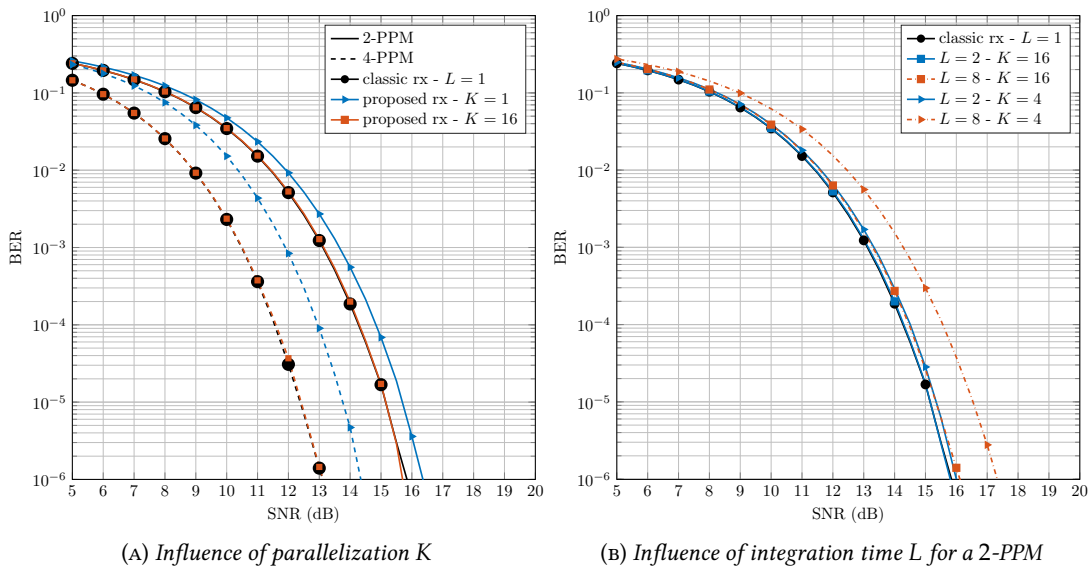 10^0
10^-1
10^-2
10^-3
10^-4
10^-5
10^-6
BER
5 6 7 8 9 10 11 12 13 14 15 16 17 18 19 20
SNR (dB)
2-PPM
4-PPM
classic rx - L = 1
proposed rx - K = 1
proposed rx - K = 16
(A) Influence of parallelization K
10^0
10^-1
10^-2
10^-3
10^-4
10^-5
10^-6
BER
5 6 7 8 9 10 11 12 13 14 15 16 17 18 19 20
SNR (dB)
classic rx - L = 1
L = 2 - K = 16
L = 8 - K = 16
L = 2 - K = 4
L = 8 - K = 4
(B) Influence of integration time L for a 2-PPM